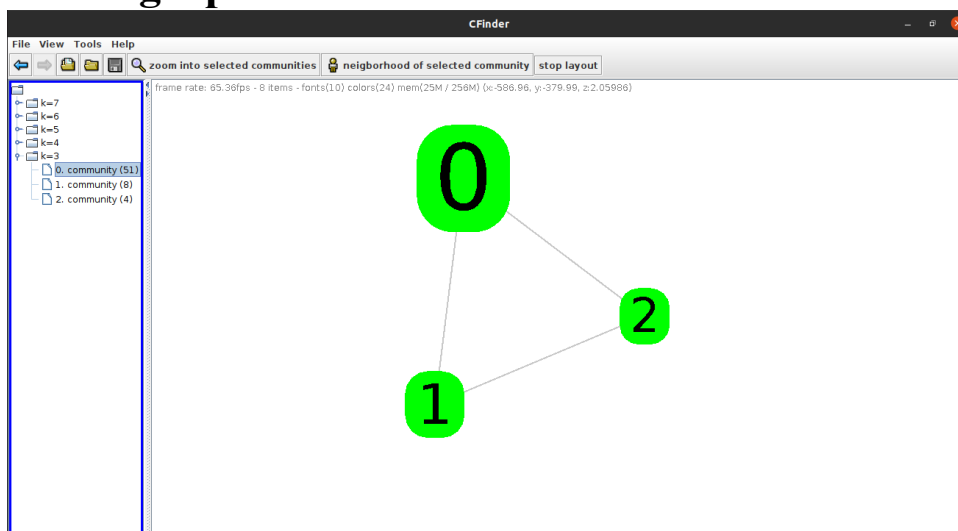 CFinder
File View Tools Help
zoom into selected communities neigborhood of selected community stop layout
frame rate: 65.36fps - 8 items - fonts(10) colors(24) mem(25M / 256M) (x:-586.96, y:-379.99, z:2.05986)
k=7
k=6
k=5
k=4
k=3
0. community (51)
1. community (8)
2. community (4)
0
2
1